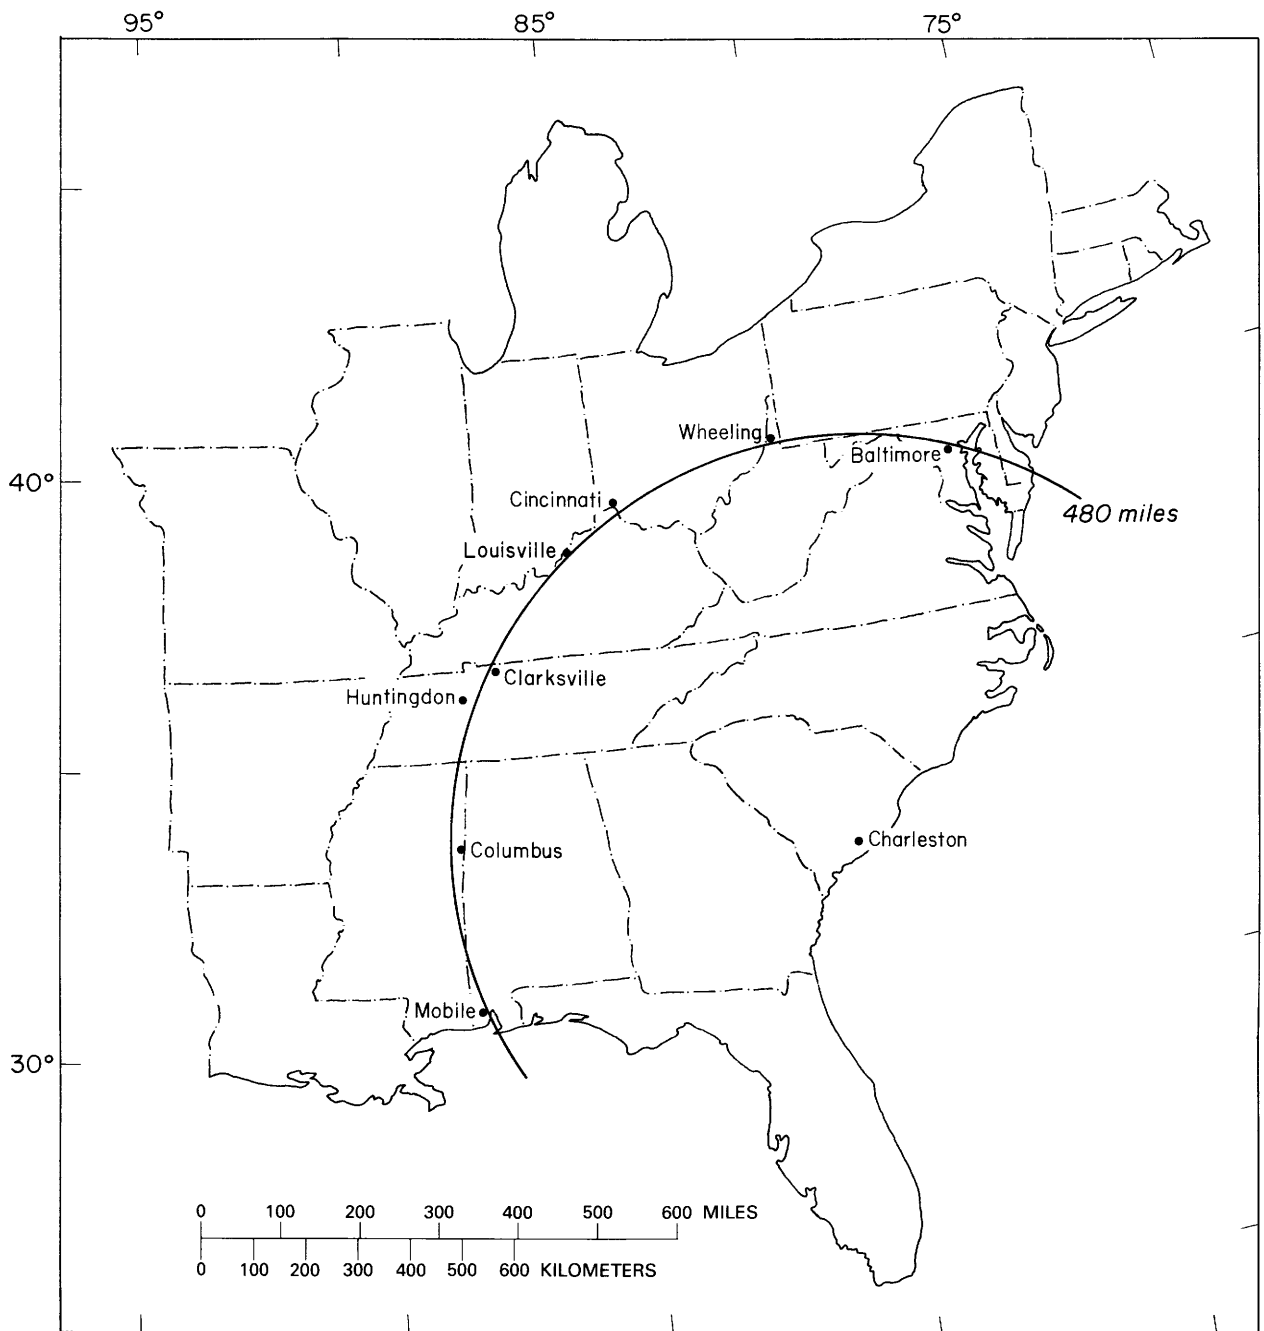 95° 85° 75°
Wheeling
Baltimore
40°
Cincinnati
480 miles
Louisville
Clarksville
Huntingdon
Charleston
Columbus
Mobile
30°
0 100 200 300 400 500 600 MILES
0 100 200 300 400 500 600 KILOMETERS